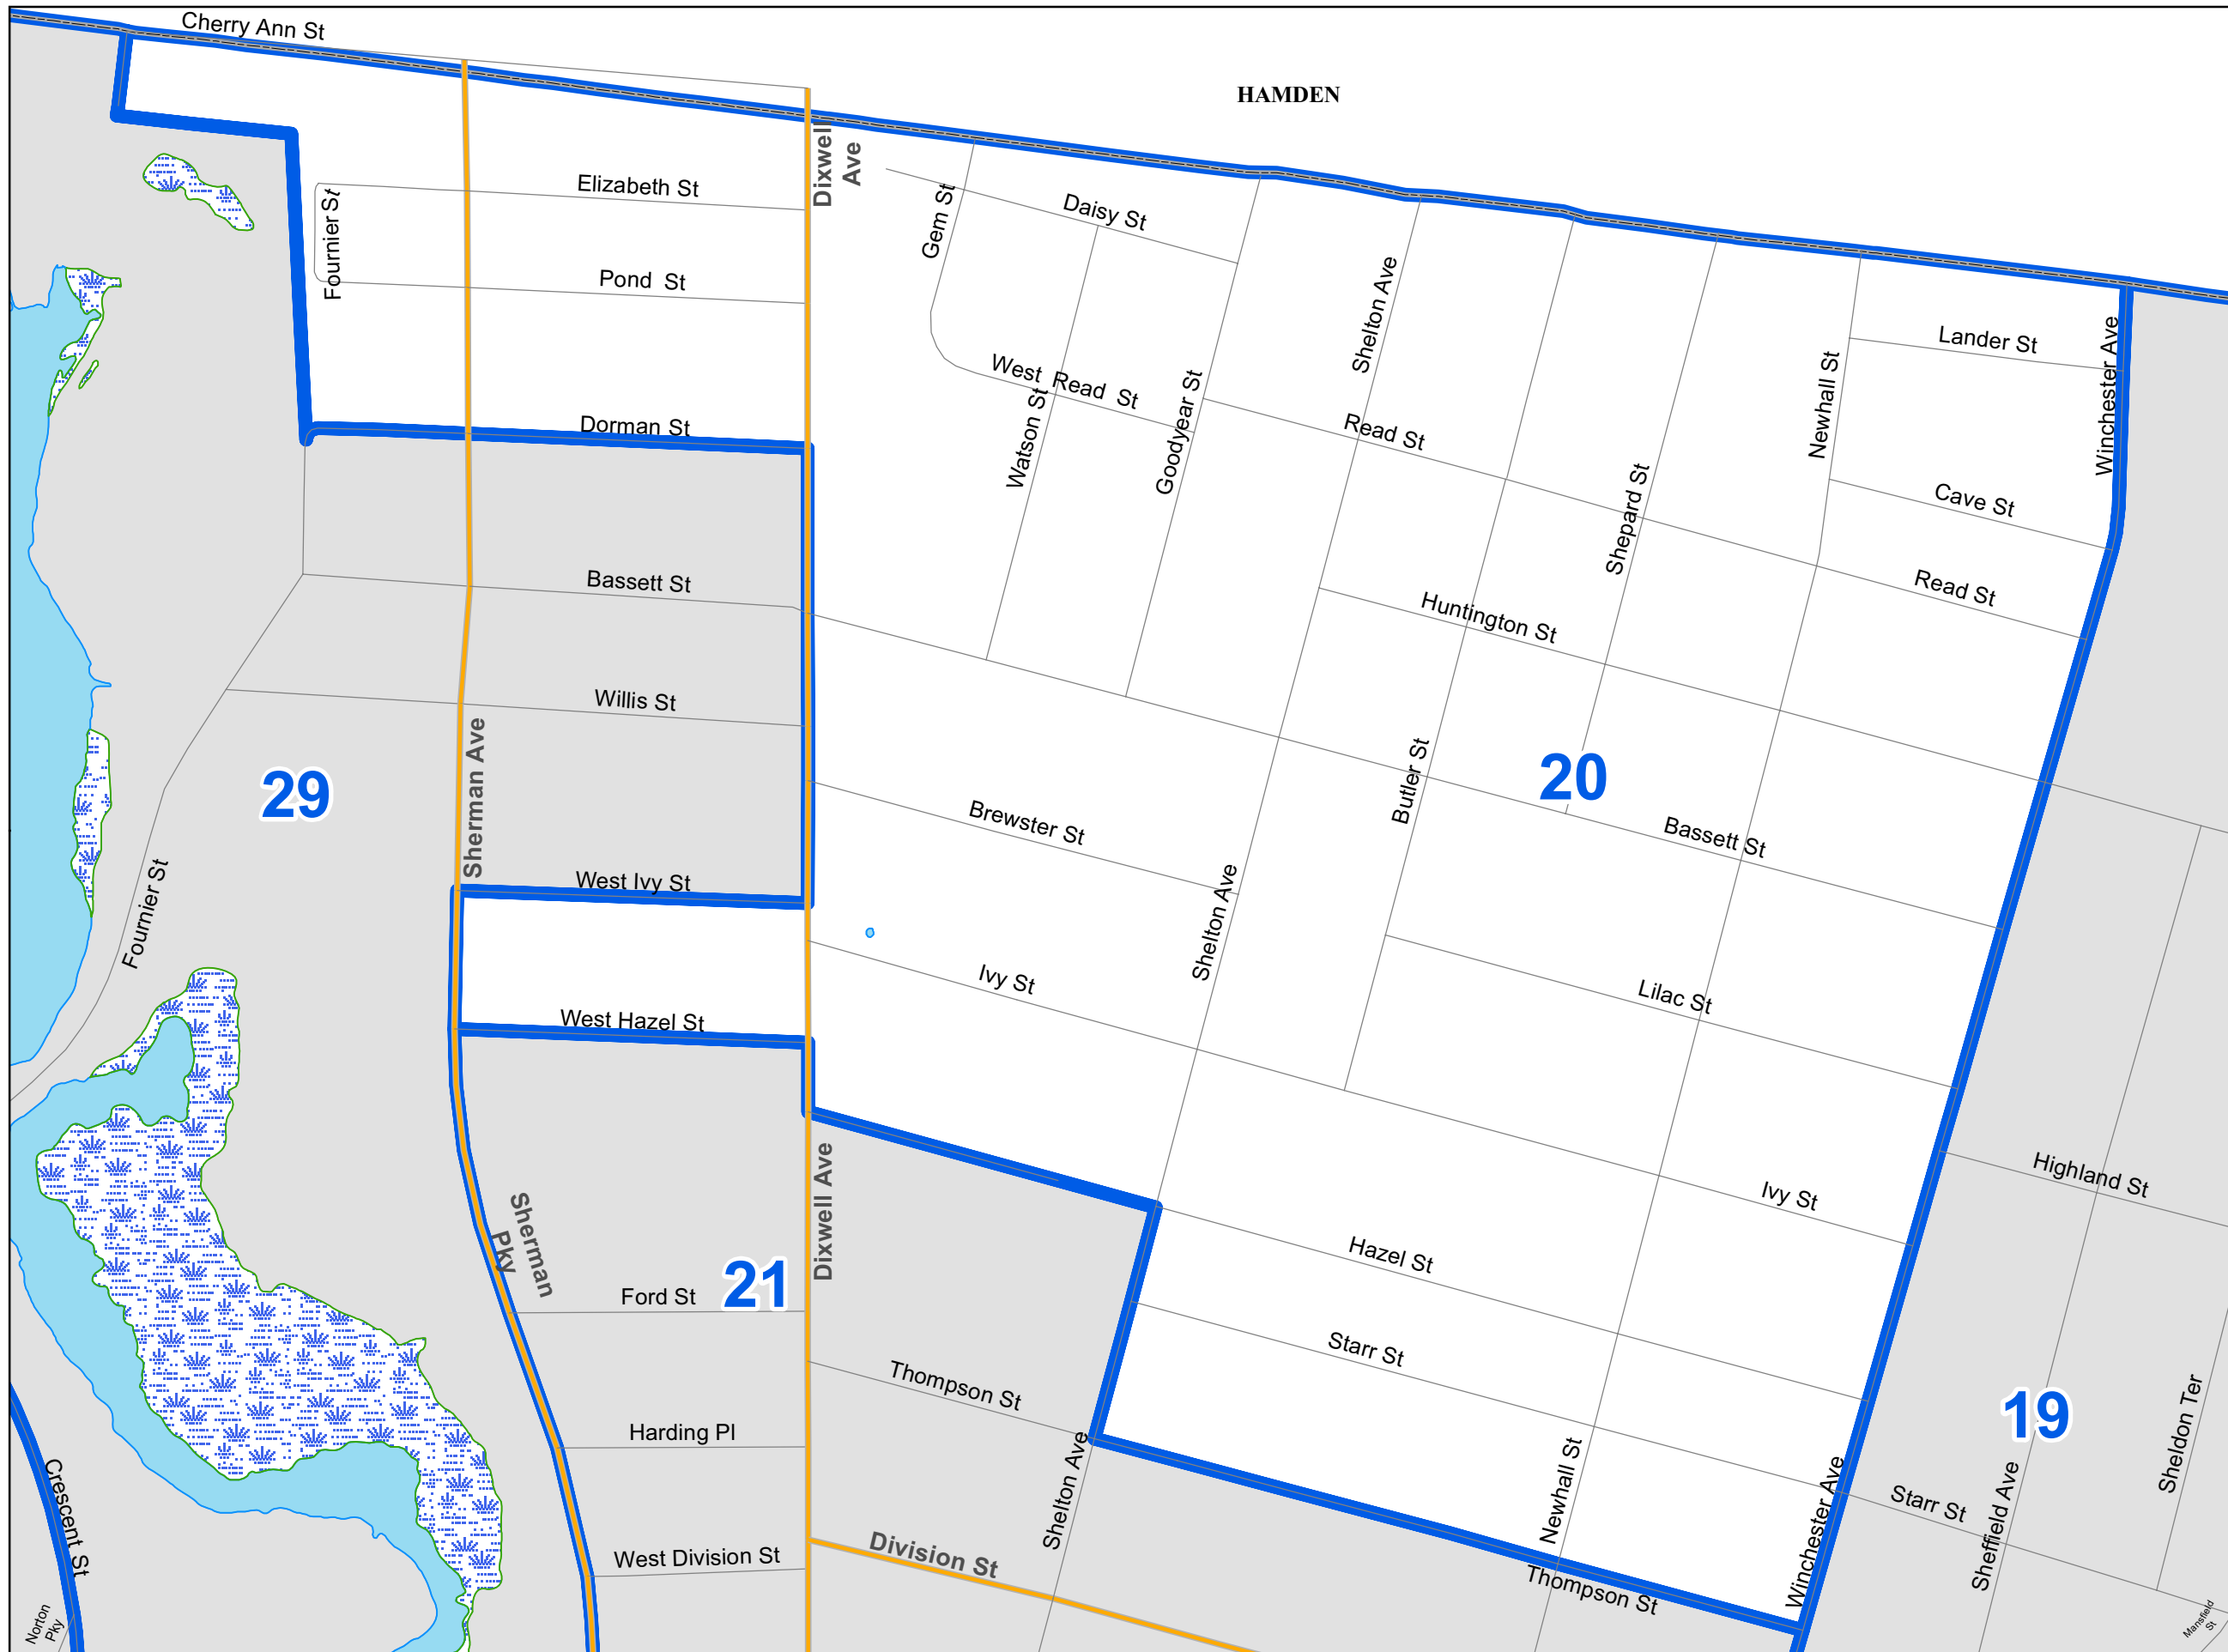 Cherry Ann St
HAMDEN
Dixwell
Ave
Elizabeth St
Fournier St
Gem St
Daisy St
Pond St
Shelton Ave
Lander St
Winchester Ave
Newhall St
West Read St
Watson St
Goodyear St
Dorman St
Read St
Shepard St
Cave St
Bassett St
Read St
Huntington St
Willis St
Sherman Ave
29
20
Butler St
Brewster St
Bassett St
West Ivy St
Fournier St
Shelton Ave
Ivy St
Lilac St
West Hazel St
Dixwell Ave
Highland St
Ivy St
Sherman
Pky
21
Hazel St
Ford St
Starr St
Thompson St
19
Sheldon Ter
Harding Pl
Crescent St
Shelton Ave
Newhall St
Winchester Ave
Starr St
Sheffield Ave
West Division St
Division St
Thompson St
Norton
Pky
Mansfield
St